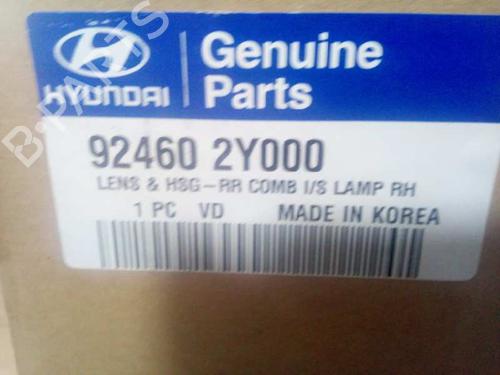 HYUNDAI
Genuine
Parts
92460 2Y000
LENS & HSG-RR COMB I/S LAMP RH
1 PC VD MADE IN KOREA
B-PARTS